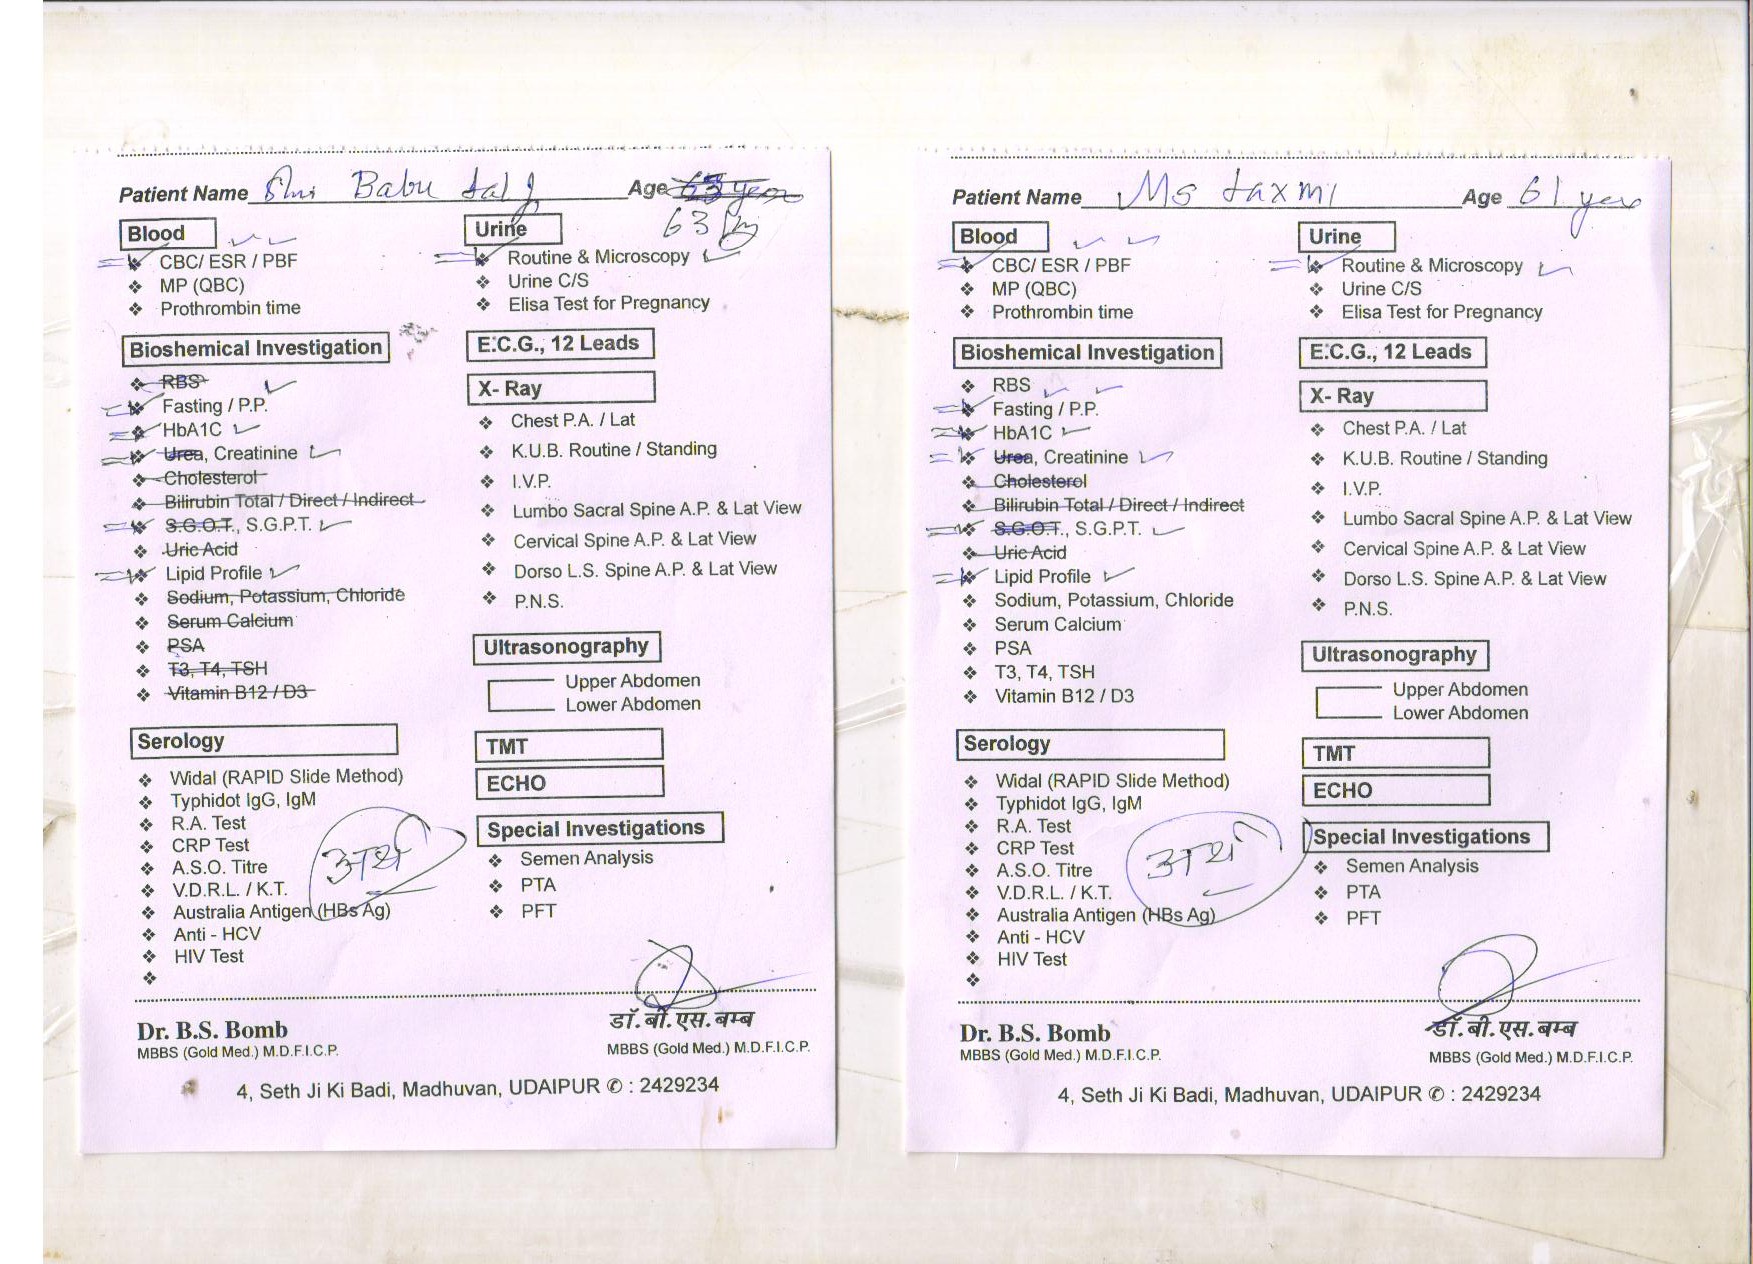 Patient Name Shri Babu Lal J Age 63 year
63
Blood
CBC/ ESR / PBF
MP (QBC)
Prothrombin time
Bioshemical Investigation
RBS
Fasting / P.P.
HbA1C
Urea, Creatinine
Cholesterol
Bilirubin Total / Direct / Indirect
S.G.O.T., S.G.P.T.
Uric Acid
Lipid Profile
Sodium, Potassium, Chloride
Serum Calcium
PSA
T3, T4, TSH
Vitamin B12 / D3
Serology
Widal (RAPID Slide Method)
Typhidot IgG, IgM
R.A. Test
CRP Test
A.S.O. Titre
V.D.R.L. / K.T.
Australia Antigen (HBs Ag)
Anti - HCV
HIV Test
Urine
Routine & Microscopy
Urine C/S
Elisa Test for Pregnancy
E.C.G., 12 Leads
X- Ray
Chest P.A. / Lat
K.U.B. Routine / Standing
I.V.P.
Lumbo Sacral Spine A.P. & Lat View
Cervical Spine A.P. & Lat View
Dorso L.S. Spine A.P. & Lat View
P.N.S.
Ultrasonography
Upper Abdomen
Lower Abdomen
TMT
ECHO
Special Investigations
Semen Analysis
PTA
PFT
Dr. B.S. Bomb
MBBS (Gold Med.) M.D.F.I.C.P.
डॉ. बी. एस. बम्ब
MBBS (Gold Med.) M.D.F.I.C.P.
4, Seth Ji Ki Badi, Madhuvan, UDAIPUR ✆ : 2429234
Patient Name Ms Laxmi Age 61 year
Blood
CBC/ ESR / PBF
MP (QBC)
Prothrombin time
Bioshemical Investigation
RBS
Fasting / P.P.
HbA1C
Urea, Creatinine
Cholesterol
Bilirubin Total / Direct / Indirect
S.G.O.T., S.G.P.T.
Uric Acid
Lipid Profile
Sodium, Potassium, Chloride
Serum Calcium
PSA
T3, T4, TSH
Vitamin B12 / D3
Serology
Widal (RAPID Slide Method)
Typhidot IgG, IgM
R.A. Test
CRP Test
A.S.O. Titre
V.D.R.L. / K.T.
Australia Antigen (HBs Ag)
Anti - HCV
HIV Test
Urine
Routine & Microscopy
Urine C/S
Elisa Test for Pregnancy
E.C.G., 12 Leads
X- Ray
Chest P.A. / Lat
K.U.B. Routine / Standing
I.V.P.
Lumbo Sacral Spine A.P. & Lat View
Cervical Spine A.P. & Lat View
Dorso L.S. Spine A.P. & Lat View
P.N.S.
Ultrasonography
Upper Abdomen
Lower Abdomen
TMT
ECHO
Special Investigations
Semen Analysis
PTA
PFT
Dr. B.S. Bomb
MBBS (Gold Med.) M.D.F.I.C.P.
डॉ. बी. एस. बम्ब
MBBS (Gold Med.) M.D.F.I.C.P.
4, Seth Ji Ki Badi, Madhuvan, UDAIPUR ✆ : 2429234